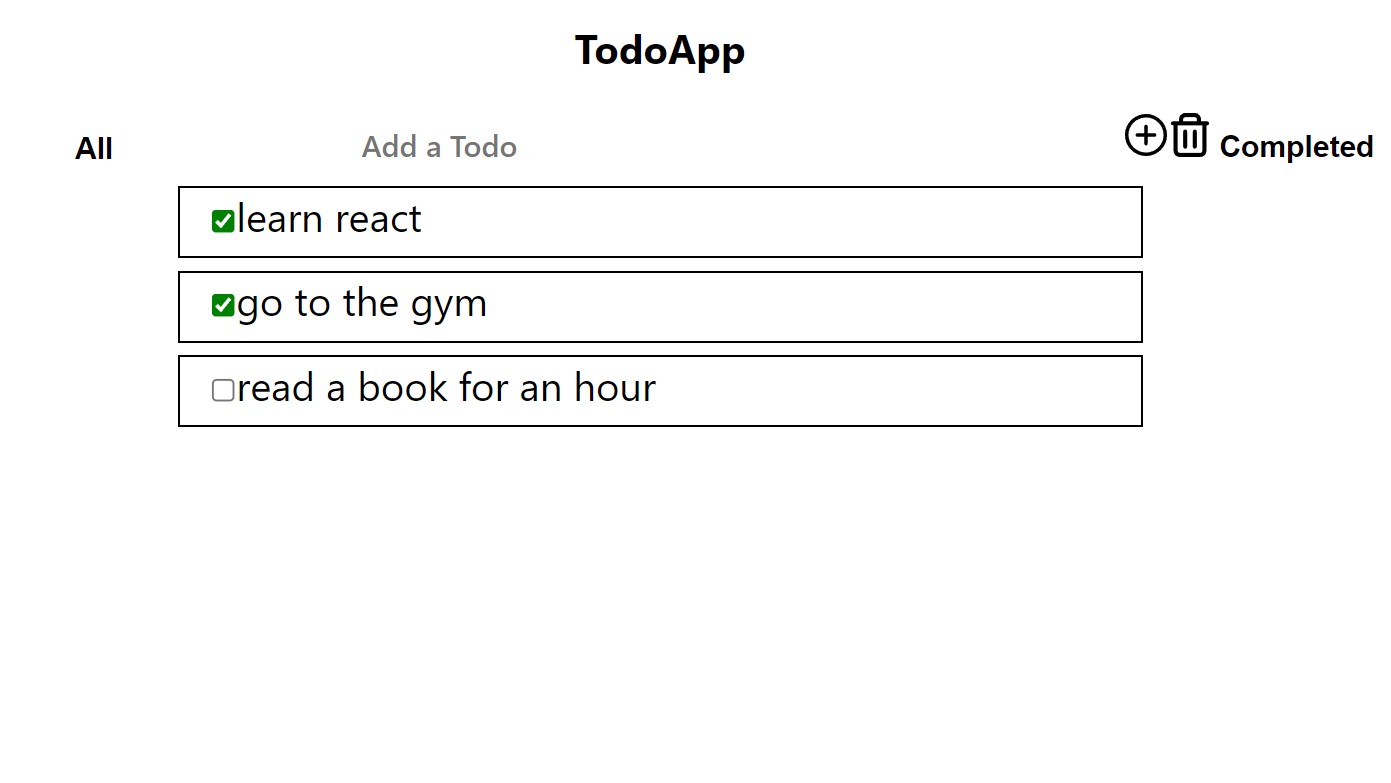 TodoApp
All Add a Todo Completed
learn react
go to the gym
read a book for an hour